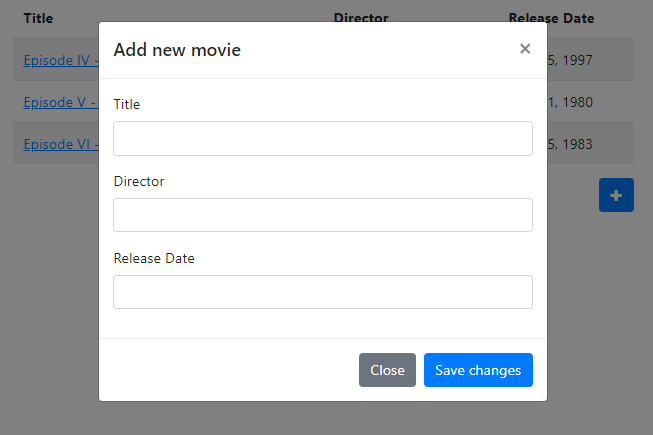 Title Director Release Date
Add new movie ×
Episode IV - 5, 1997
Title
Episode V - 1, 1980
Episode VI - 5, 1983
Director
Release Date
Close Save changes